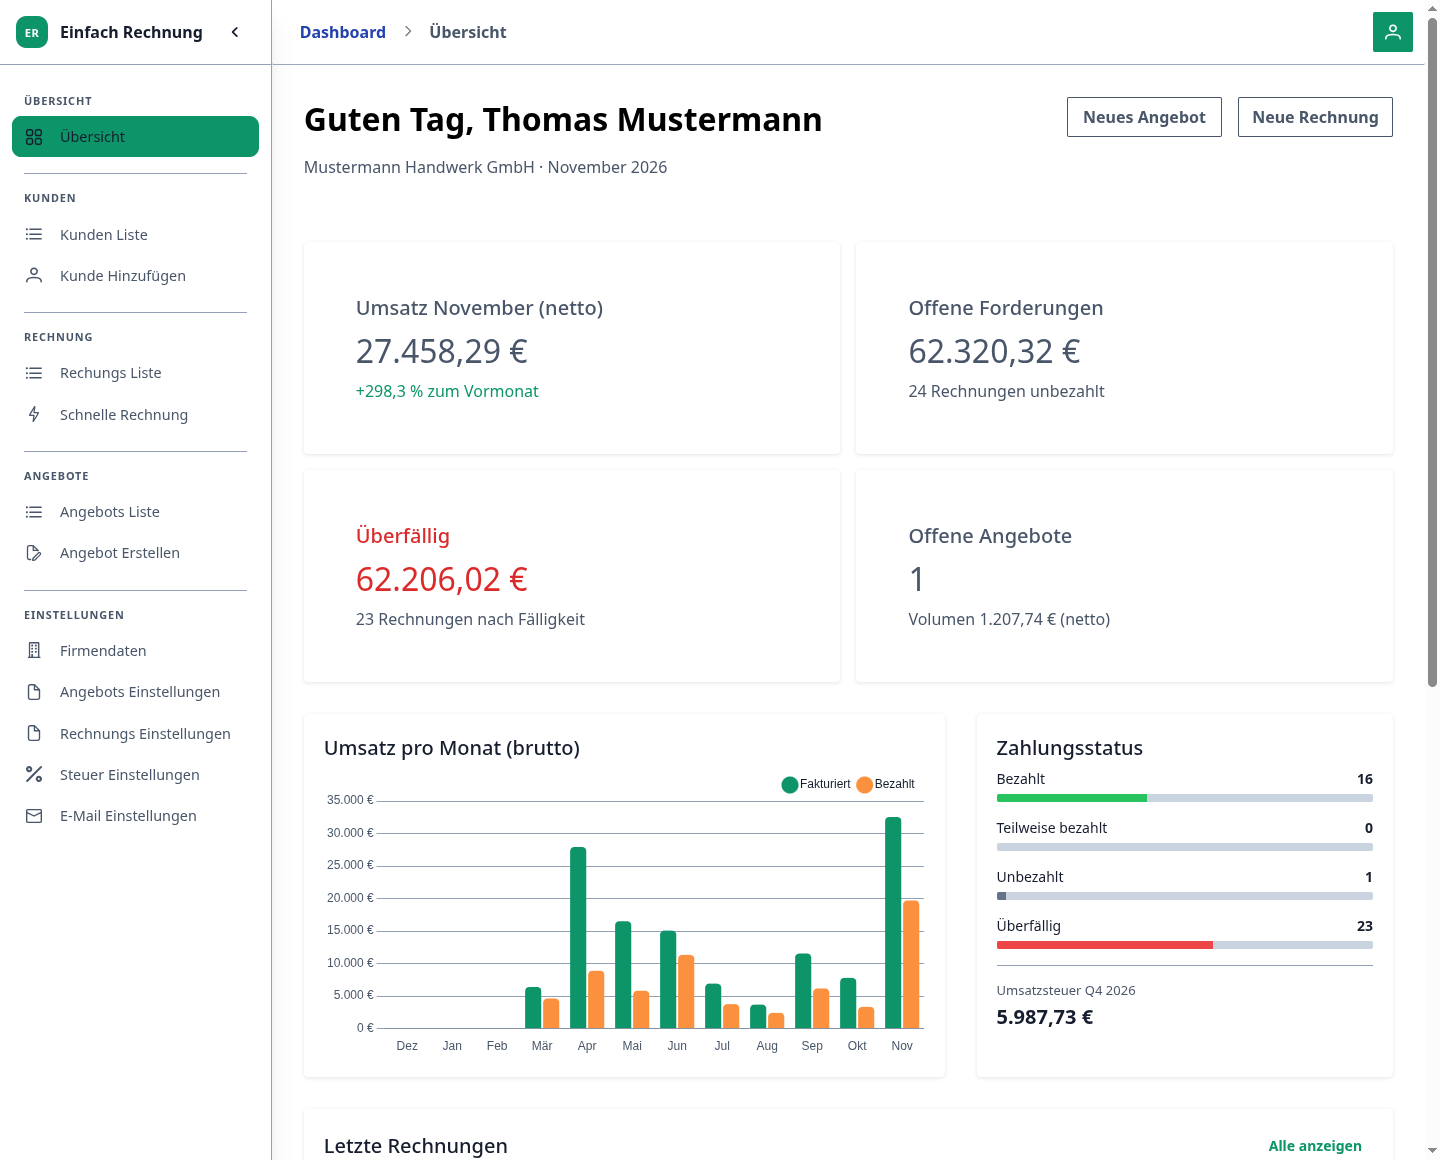 ER
Einfach Rechnung
Dashboard
Übersicht
ÜBERSICHT
Übersicht
KUNDEN
Kunden Liste
Kunde Hinzufügen
RECHNUNG
Rechungs Liste
Schnelle Rechnung
ANGEBOTE
Angebots Liste
Angebot Erstellen
EINSTELLUNGEN
Firmendaten
Angebots Einstellungen
Rechnungs Einstellungen
Steuer Einstellungen
E-Mail Einstellungen
Guten Tag, Thomas Mustermann
Mustermann Handwerk GmbH · November 2026
Neues Angebot
Neue Rechnung
Umsatz November (netto)
27.458,29 €
+298,3 % zum Vormonat
Offene Forderungen
62.320,32 €
24 Rechnungen unbezahlt
Überfällig
62.206,02 €
23 Rechnungen nach Fälligkeit
Offene Angebote
1
Volumen 1.207,74 € (netto)
Umsatz pro Monat (brutto)
Fakturiert
Bezahlt
35.000 €
30.000 €
25.000 €
20.000 €
15.000 €
10.000 €
5.000 €
0 €
Dez
Jan
Feb
Mär
Apr
Mai
Jun
Jul
Aug
Sep
Okt
Nov
Zahlungsstatus
Bezahlt 16
Teilweise bezahlt 0
Unbezahlt 1
Überfällig 23
Umsatzsteuer Q4 2026
5.987,73 €
Letzte Rechnungen
Alle anzeigen